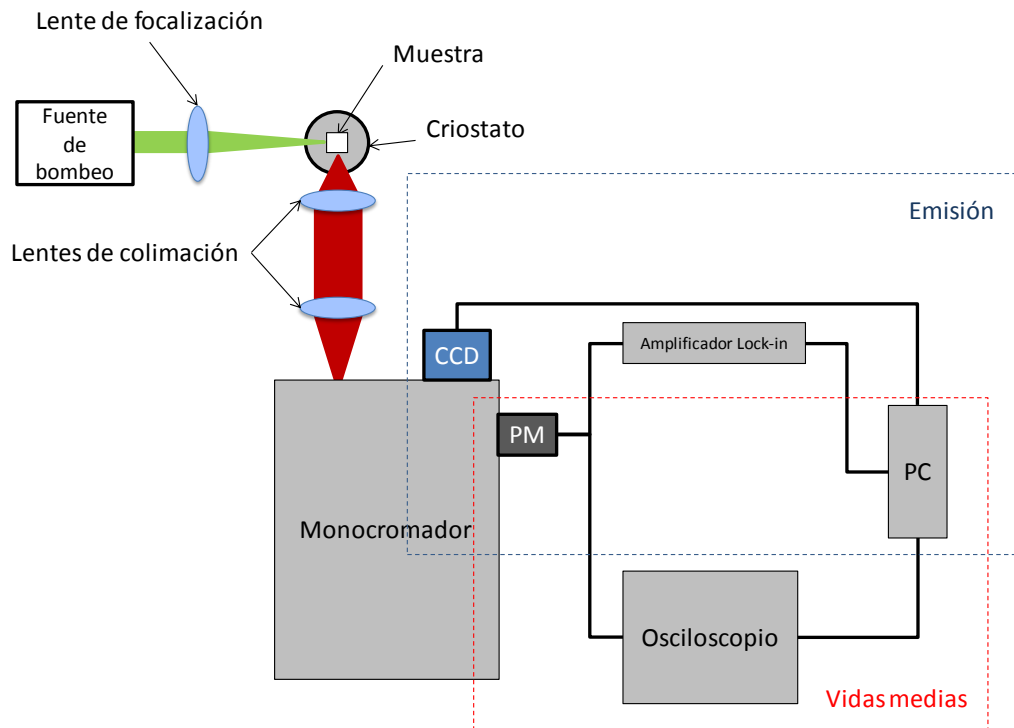 Lente de focalización
Muestra
Fuente
de
bombeo
Criostato
Emisión
Lentes de colimación
CCD
Amplificador Lock-in
PM
PC
Monocromador
Osciloscopio
Vidas medias